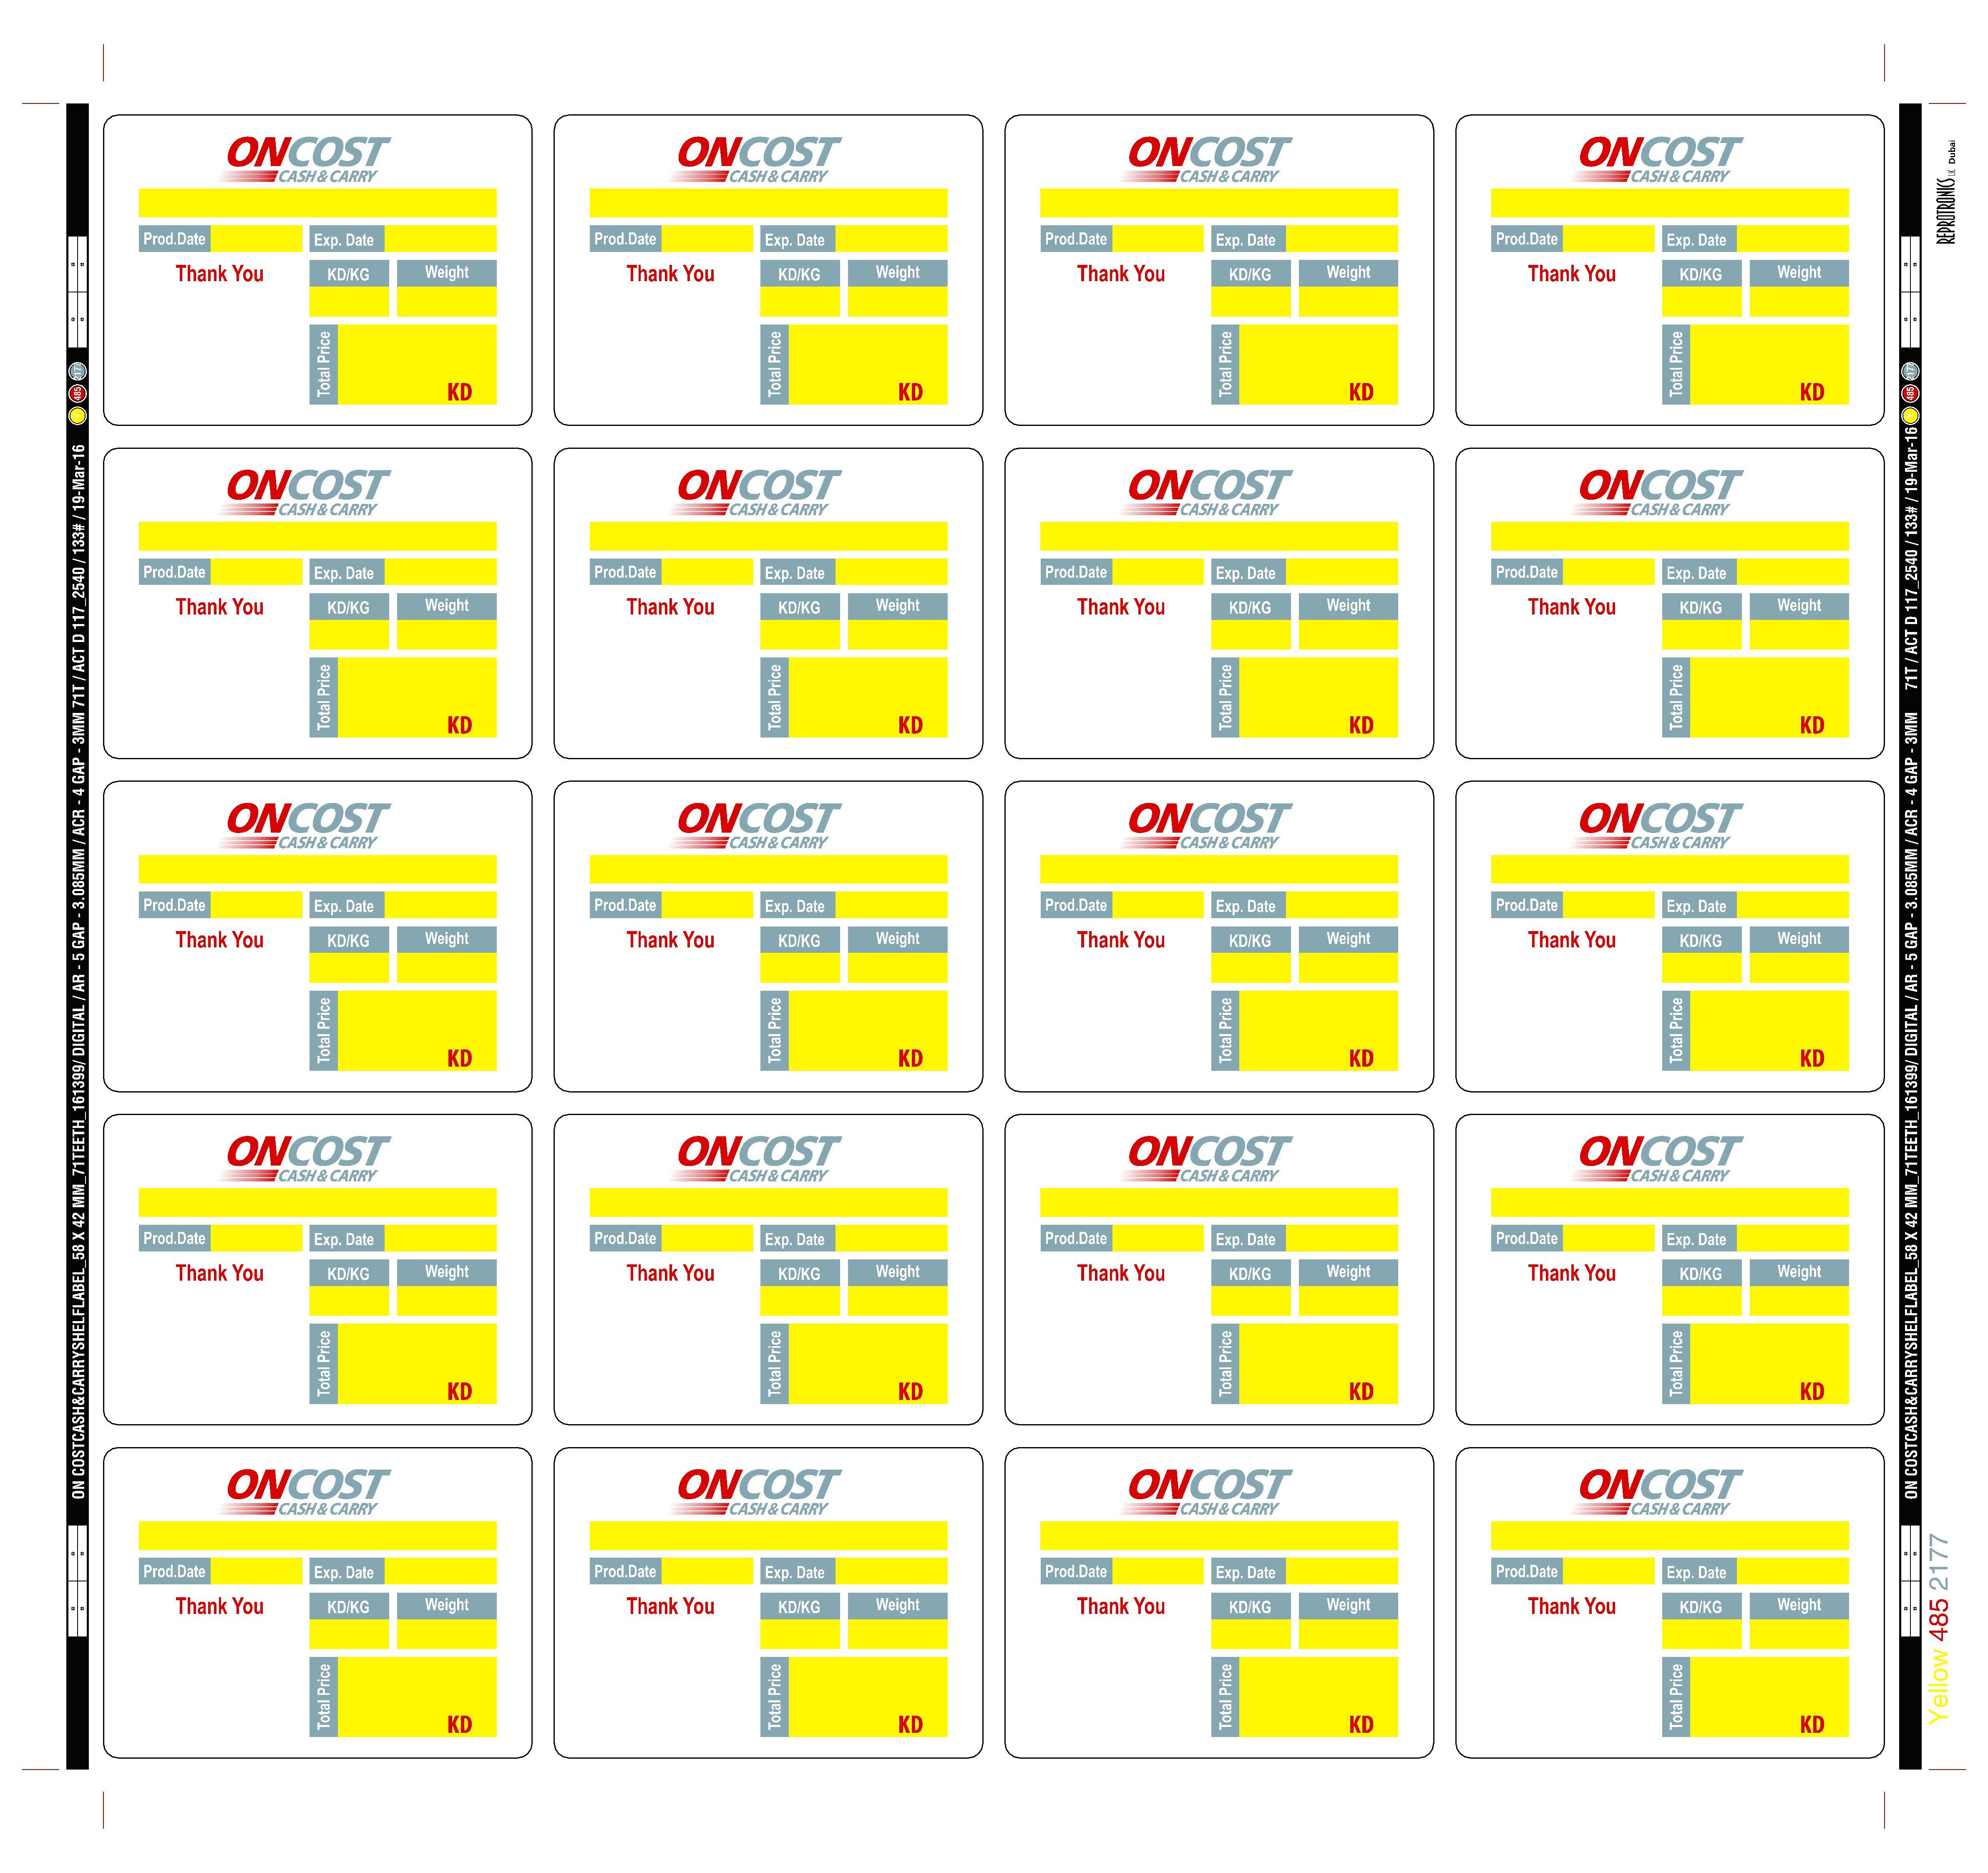 ON COSTCASH&CARRYSHELFLABEL_58 X 42 MM_71TEETH_161399/ DIGITAL / AR - 5 GAP - 3.085MM / ACR - 4 GAP - 3MM 71T / ACT D 117_2540 / 133# / 19-Mar-16
Y 485 2177
ONCOST
CASH & CARRY
Prod.Date Exp. Date
Thank You KD/KG Weight
Total Price
KD
ONCOST
CASH & CARRY
Prod.Date Exp. Date
Thank You KD/KG Weight
Total Price
KD
ONCOST
CASH & CARRY
Prod.Date Exp. Date
Thank You KD/KG Weight
Total Price
KD
ONCOST
CASH & CARRY
Prod.Date Exp. Date
Thank You KD/KG Weight
Total Price
KD
ONCOST
CASH & CARRY
Prod.Date Exp. Date
Thank You KD/KG Weight
Total Price
KD
ONCOST
CASH & CARRY
Prod.Date Exp. Date
Thank You KD/KG Weight
Total Price
KD
ONCOST
CASH & CARRY
Prod.Date Exp. Date
Thank You KD/KG Weight
Total Price
KD
ONCOST
CASH & CARRY
Prod.Date Exp. Date
Thank You KD/KG Weight
Total Price
KD
ONCOST
CASH & CARRY
Prod.Date Exp. Date
Thank You KD/KG Weight
Total Price
KD
ONCOST
CASH & CARRY
Prod.Date Exp. Date
Thank You KD/KG Weight
Total Price
KD
ONCOST
CASH & CARRY
Prod.Date Exp. Date
Thank You KD/KG Weight
Total Price
KD
ONCOST
CASH & CARRY
Prod.Date Exp. Date
Thank You KD/KG Weight
Total Price
KD
ONCOST
CASH & CARRY
Prod.Date Exp. Date
Thank You KD/KG Weight
Total Price
KD
ONCOST
CASH & CARRY
Prod.Date Exp. Date
Thank You KD/KG Weight
Total Price
KD
ONCOST
CASH & CARRY
Prod.Date Exp. Date
Thank You KD/KG Weight
Total Price
KD
ONCOST
CASH & CARRY
Prod.Date Exp. Date
Thank You KD/KG Weight
Total Price
KD
ONCOST
CASH & CARRY
Prod.Date Exp. Date
Thank You KD/KG Weight
Total Price
KD
ONCOST
CASH & CARRY
Prod.Date Exp. Date
Thank You KD/KG Weight
Total Price
KD
ONCOST
CASH & CARRY
Prod.Date Exp. Date
Thank You KD/KG Weight
Total Price
KD
ONCOST
CASH & CARRY
Prod.Date Exp. Date
Thank You KD/KG Weight
Total Price
KD
ON COSTCASH&CARRYSHELFLABEL_58 X 42 MM_71TEETH_161399/ DIGITAL / AR - 5 GAP - 3.085MM / ACR - 4 GAP - 3MM 71T / ACT D 117_2540 / 133# / 19-Mar-16
Y 485 2177
REPROTRONICS LLC Dubai
Yellow 485 2177